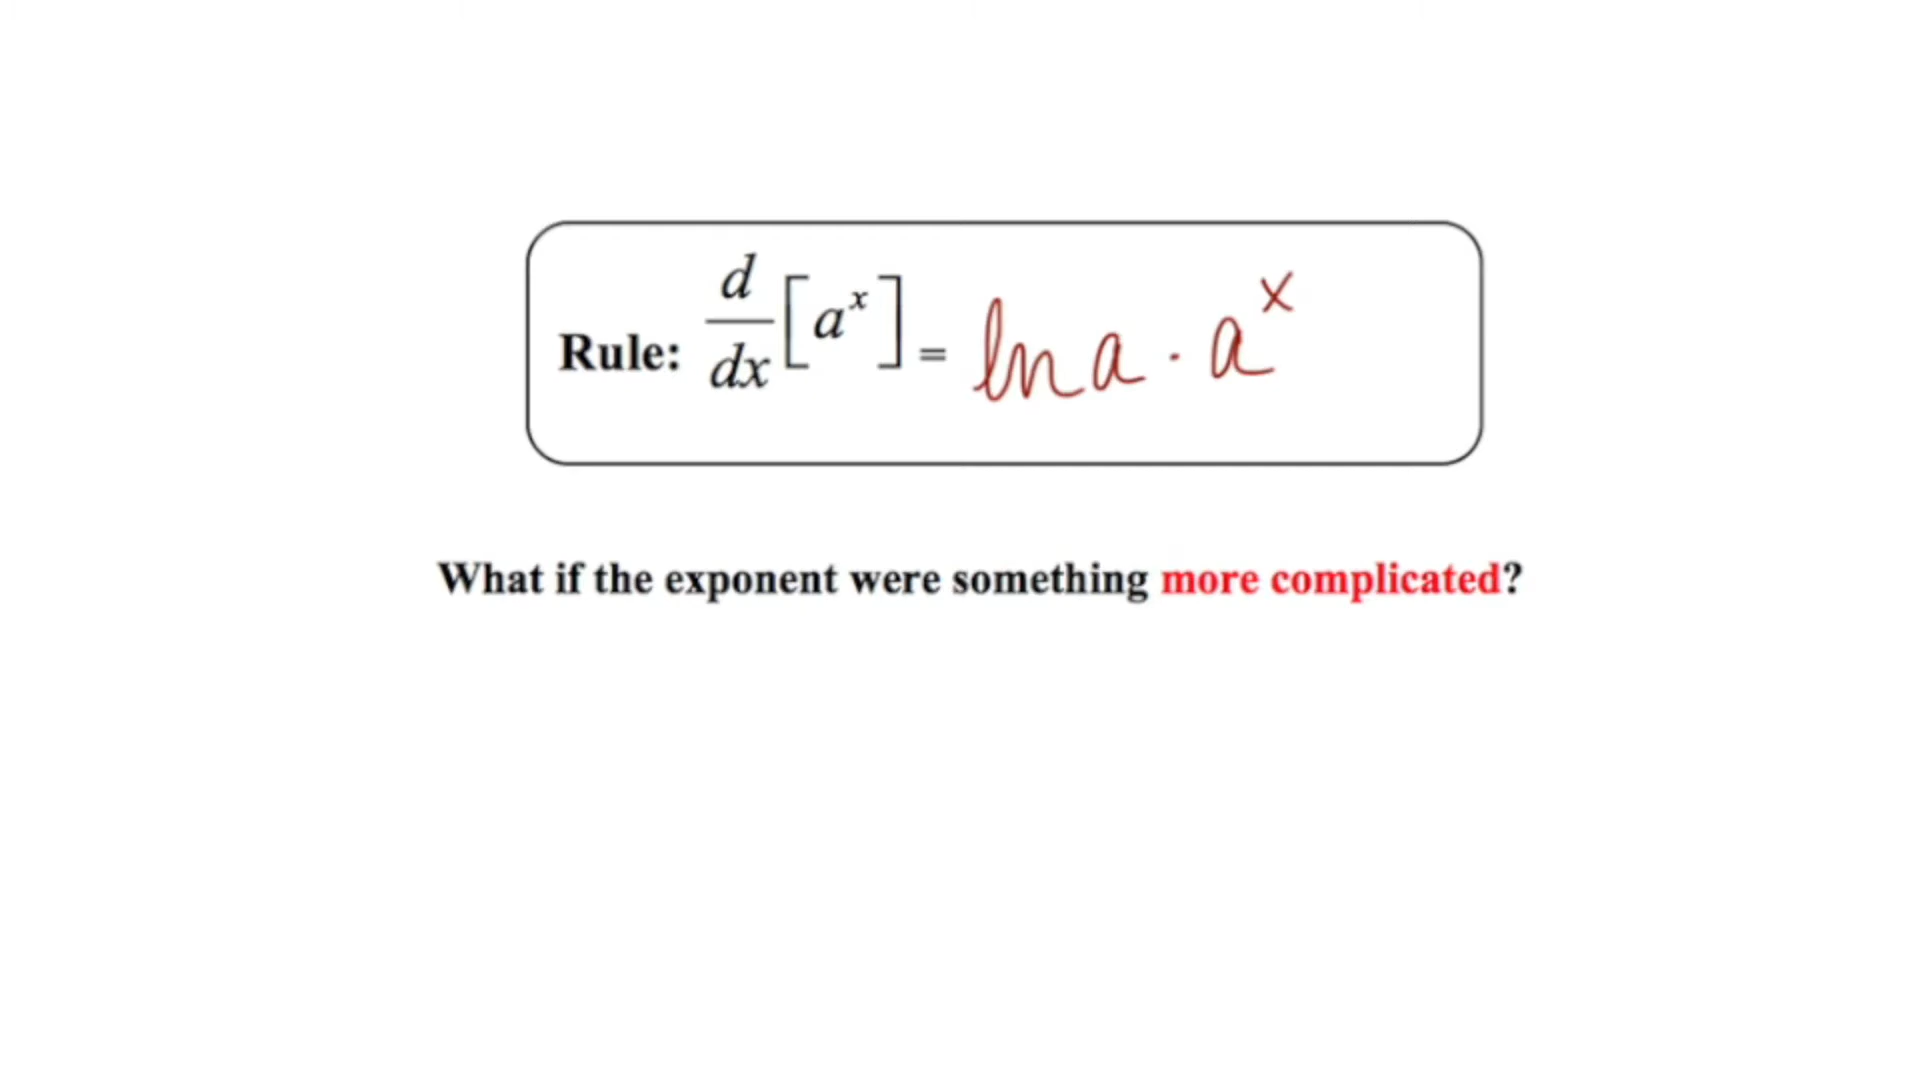 Rule: d/dx [a^x] = ln a · a^x
What if the exponent were something more complicated?